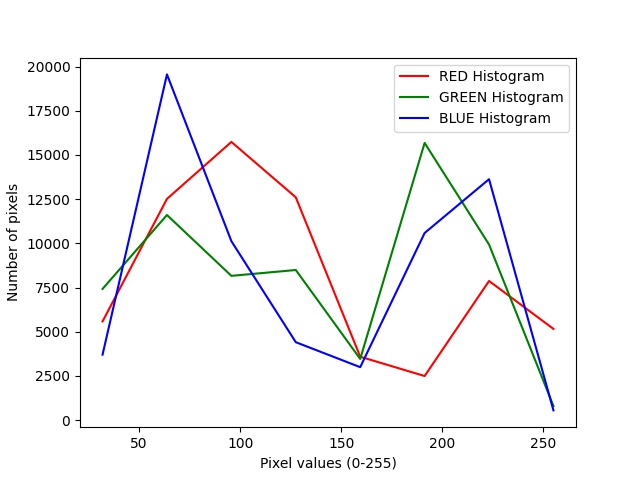 RED Histogram
GREEN Histogram
BLUE Histogram
20000
17500
15000
12500
10000
7500
5000
2500
0
Number of pixels
50 100 150 200 250
Pixel values (0-255)